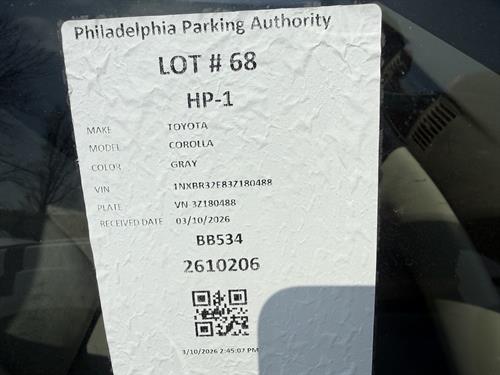 Philadelphia Parking Authority
LOT # 68
HP-1
MAKE TOYOTA
MODEL COROLLA
COLOR GRAY
VIN 1NXBR32E83Z180488
PLATE VN 3Z180488
RECEIVED DATE 03/10/2026
BB534
2610206
3/10/2026 2:45:07 PM